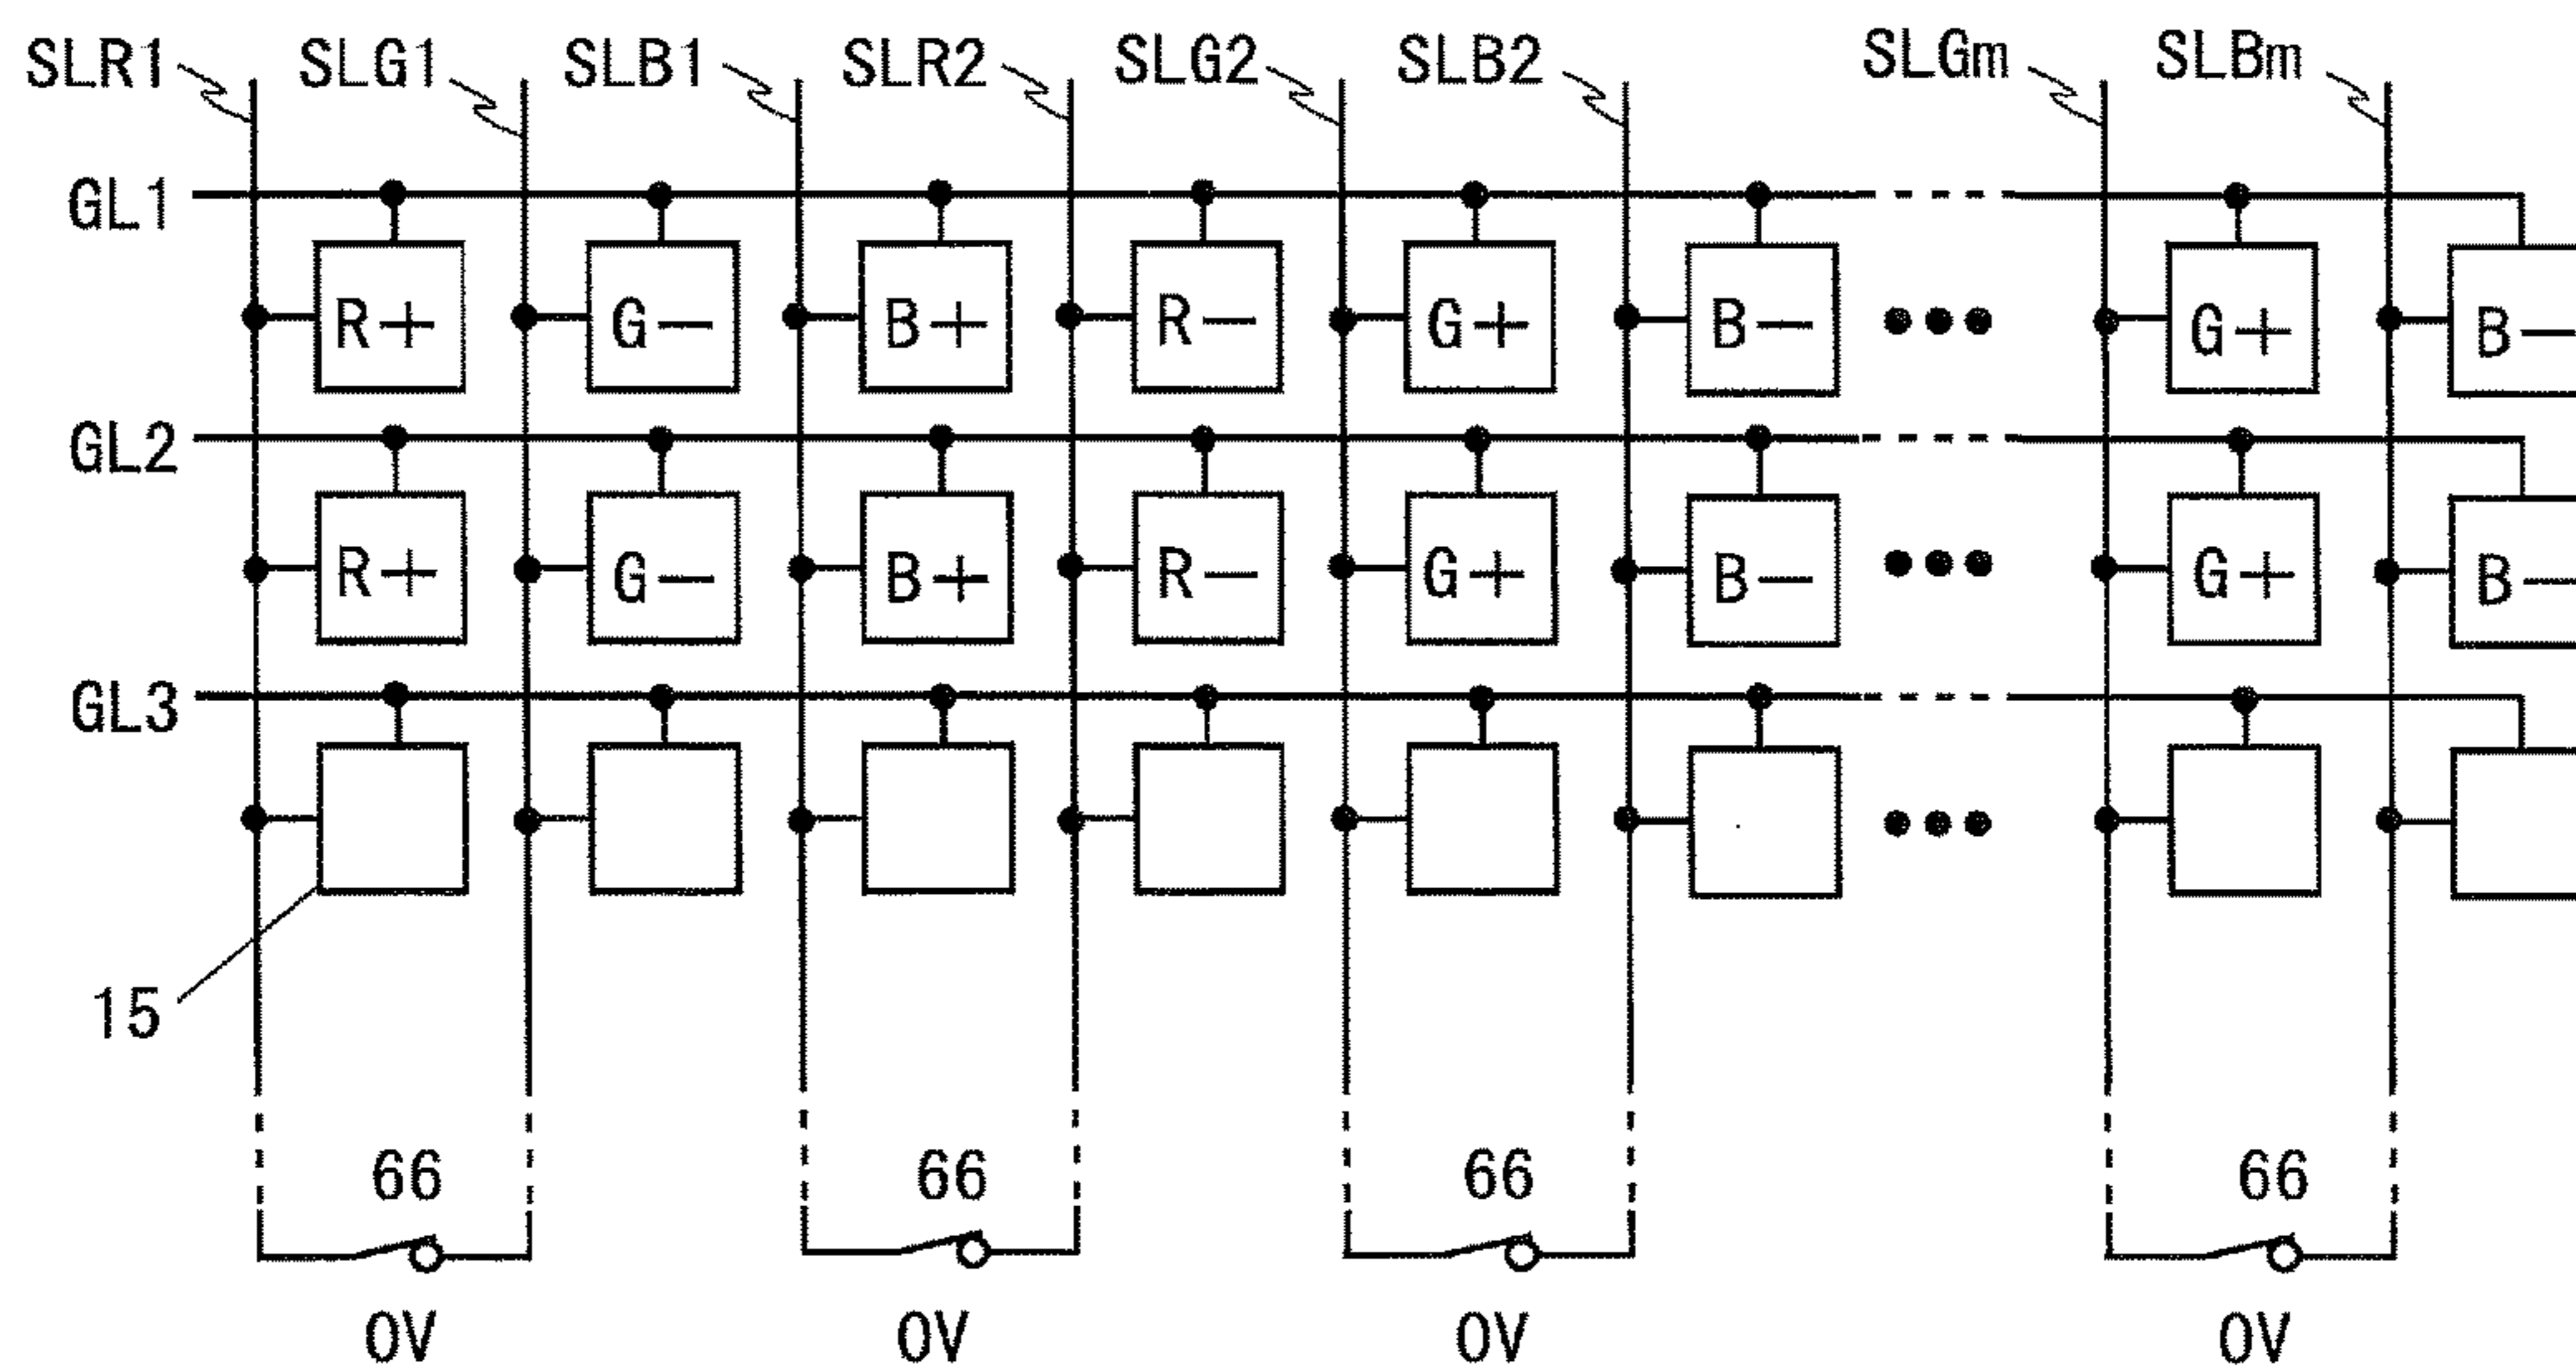 SLR1 SLG1 SLB1 SLR2 SLG2 SLB2 SLGm SLBm
GL1
R+ G− B+ R− G+ B− G+ B−
GL2
R+ G− B+ R− G+ B− G+ B−
GL3
15
66 66 66 66
0V 0V 0V 0V